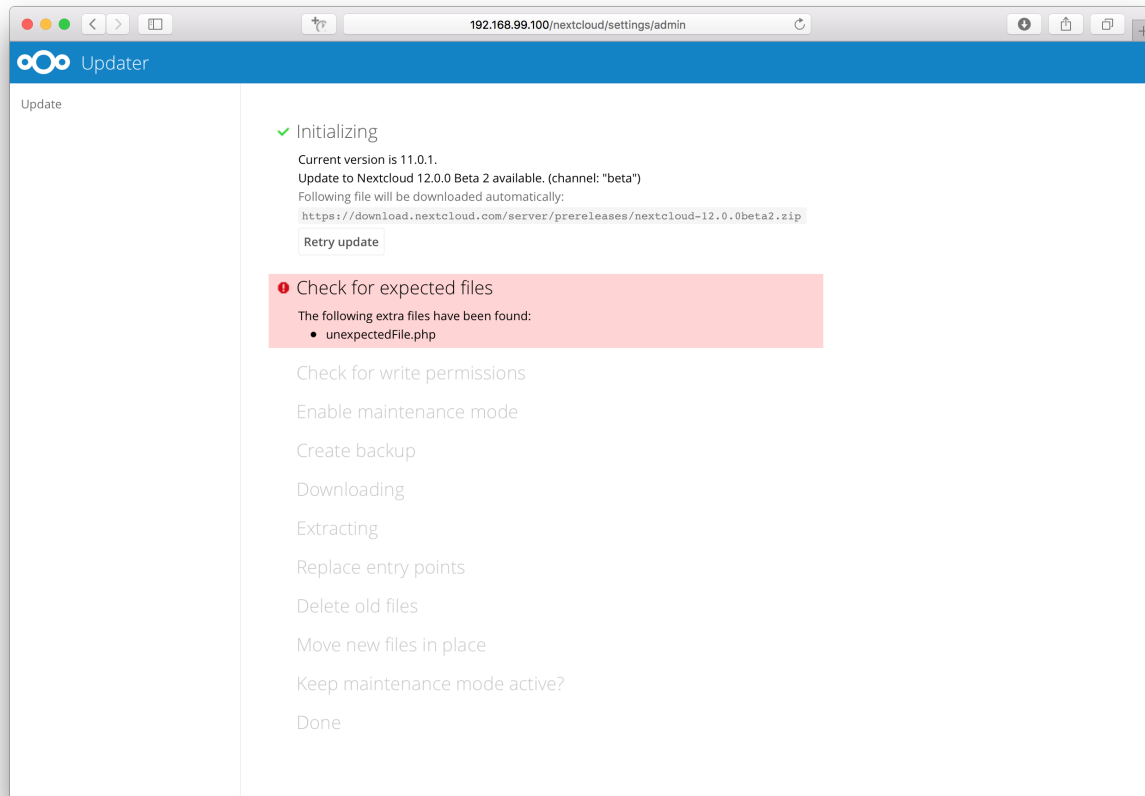 192.168.99.100/nextcloud/settings/admin
Updater
Update
Initializing
Current version is 11.0.1.
Update to Nextcloud 12.0.0 Beta 2 available. (channel: "beta")
Following file will be downloaded automatically:
https://download.nextcloud.com/server/prereleases/nextcloud-12.0.0beta2.zip
Retry update
Check for expected files
The following extra files have been found:
unexpectedFile.php
Check for write permissions
Enable maintenance mode
Create backup
Downloading
Extracting
Replace entry points
Delete old files
Move new files in place
Keep maintenance mode active?
Done